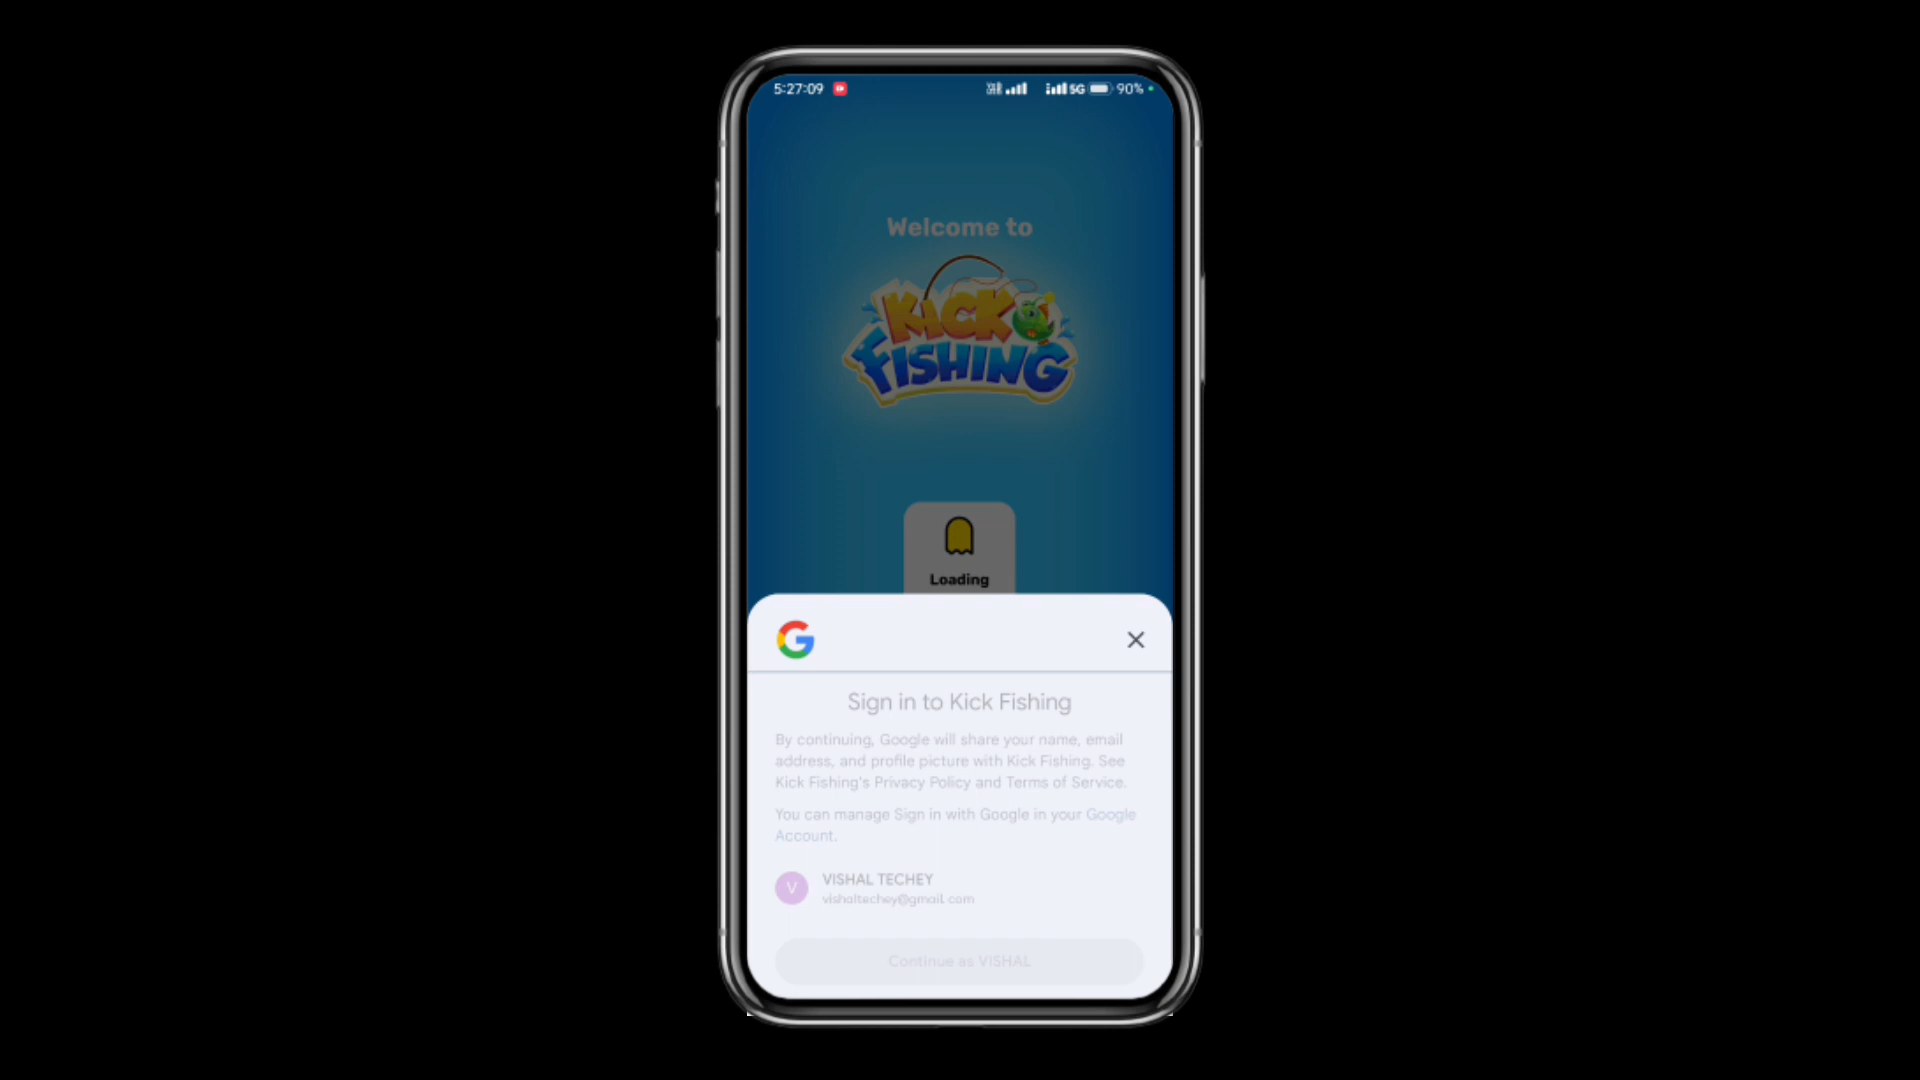 5:27:09
5G 90%
Welcome to
KICK
FISHING
Loading
Sign in to Kick Fishing
By continuing, Google will share your name, email
address, and profile picture with Kick Fishing. See
Kick Fishing's Privacy Policy and Terms of Service.
You can manage Sign in with Google in your Google
Account.
V
VISHAL TECHEY
vishaltechey@gmail.com
Continue as VISHAL